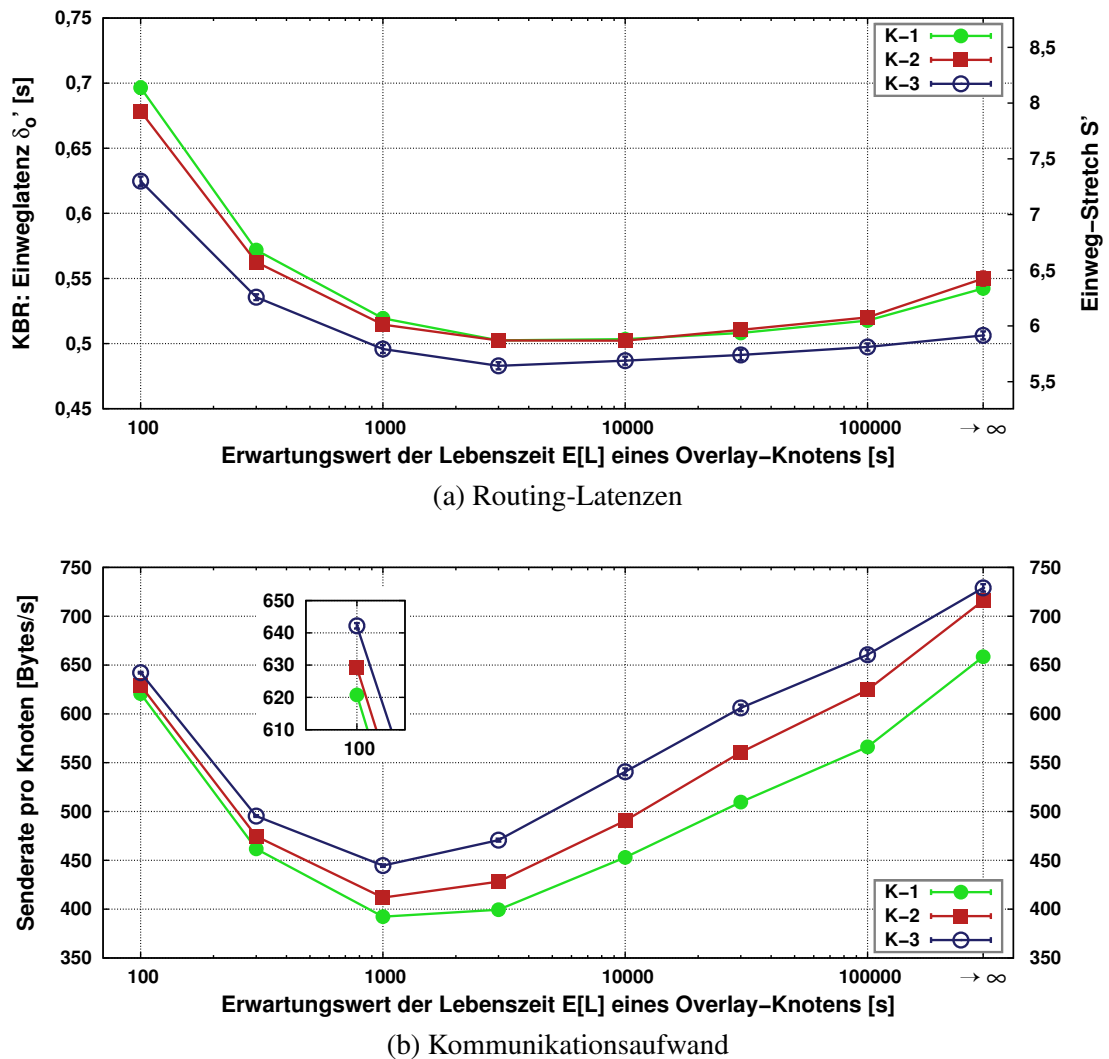 0,75
0,7
0,65
0,6
0,55
0,5
0,45
KBR: Einweglatenz δo' [s]
8,5
8
7,5
7
6,5
6
5,5
Einweg−Stretch S'
K−1
K−2
K−3
100 1000 10000 100000 → ∞
Erwartungswert der Lebenszeit E[L] eines Overlay−Knotens [s]
(a) Routing-Latenzen
750
700
650
600
550
500
450
400
350
Senderate pro Knoten [Bytes/s]
650
640
630
620
610
100
750
700
650
600
550
500
450
400
350
K−1
K−2
K−3
100 1000 10000 100000 → ∞
Erwartungswert der Lebenszeit E[L] eines Overlay−Knotens [s]
(b) Kommunikationsaufwand